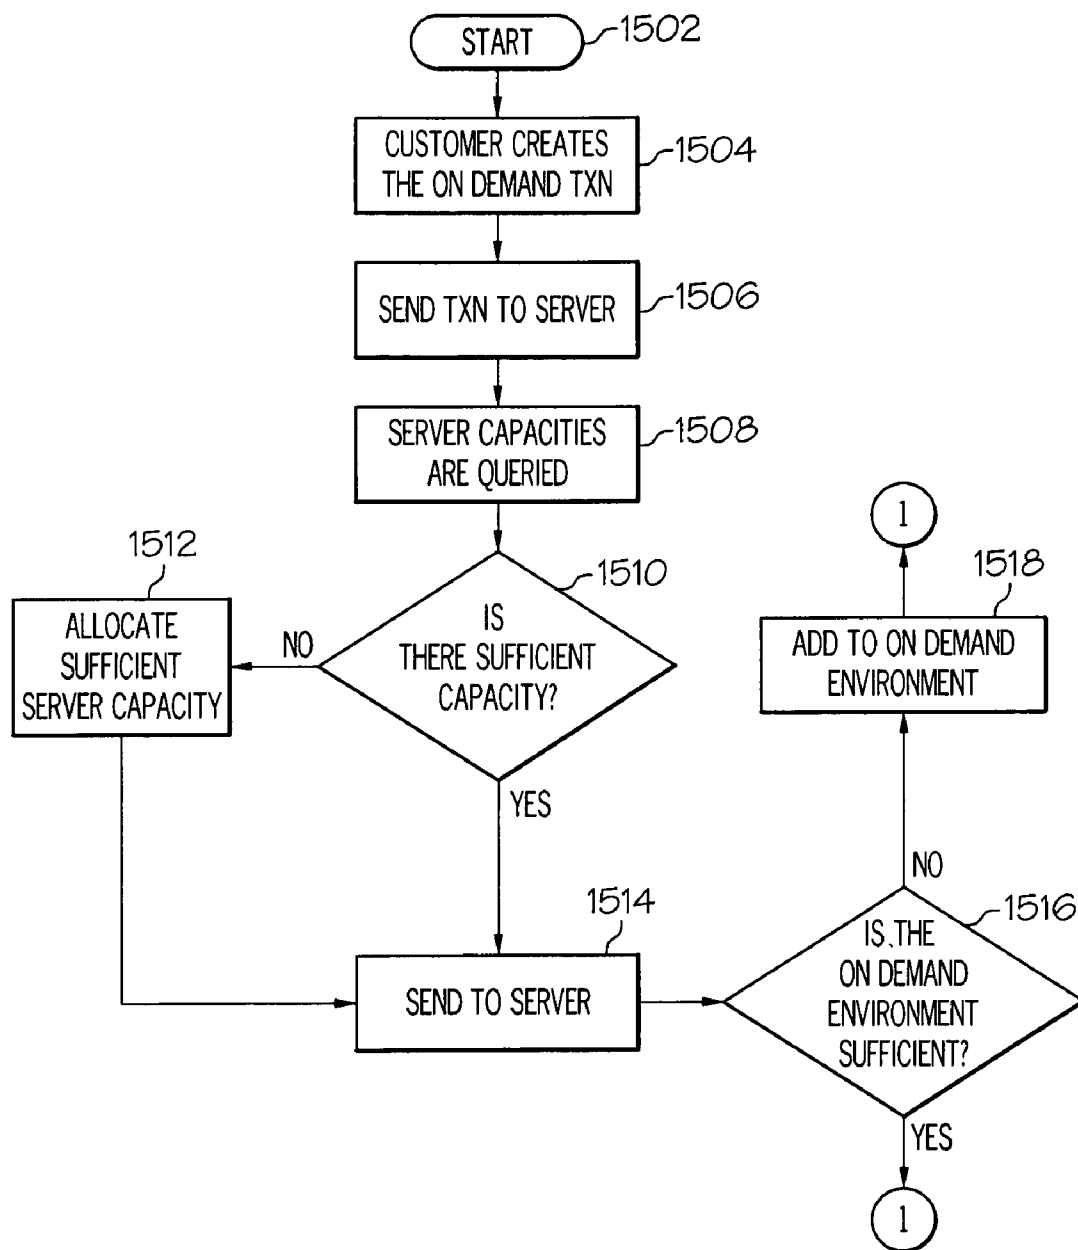 START
1502
CUSTOMER CREATES
THE ON DEMAND TXN
1504
SEND TXN TO SERVER
1506
SERVER CAPACITIES
ARE QUERIED
1508
IS
THERE SUFFICIENT
CAPACITY?
1510
NO
1512
ALLOCATE
SUFFICIENT
SERVER CAPACITY
YES
1514
SEND TO SERVER
1516
IS THE
ON DEMAND
ENVIRONMENT
SUFFICIENT?
NO
1518
ADD TO ON DEMAND
ENVIRONMENT
1
YES
1